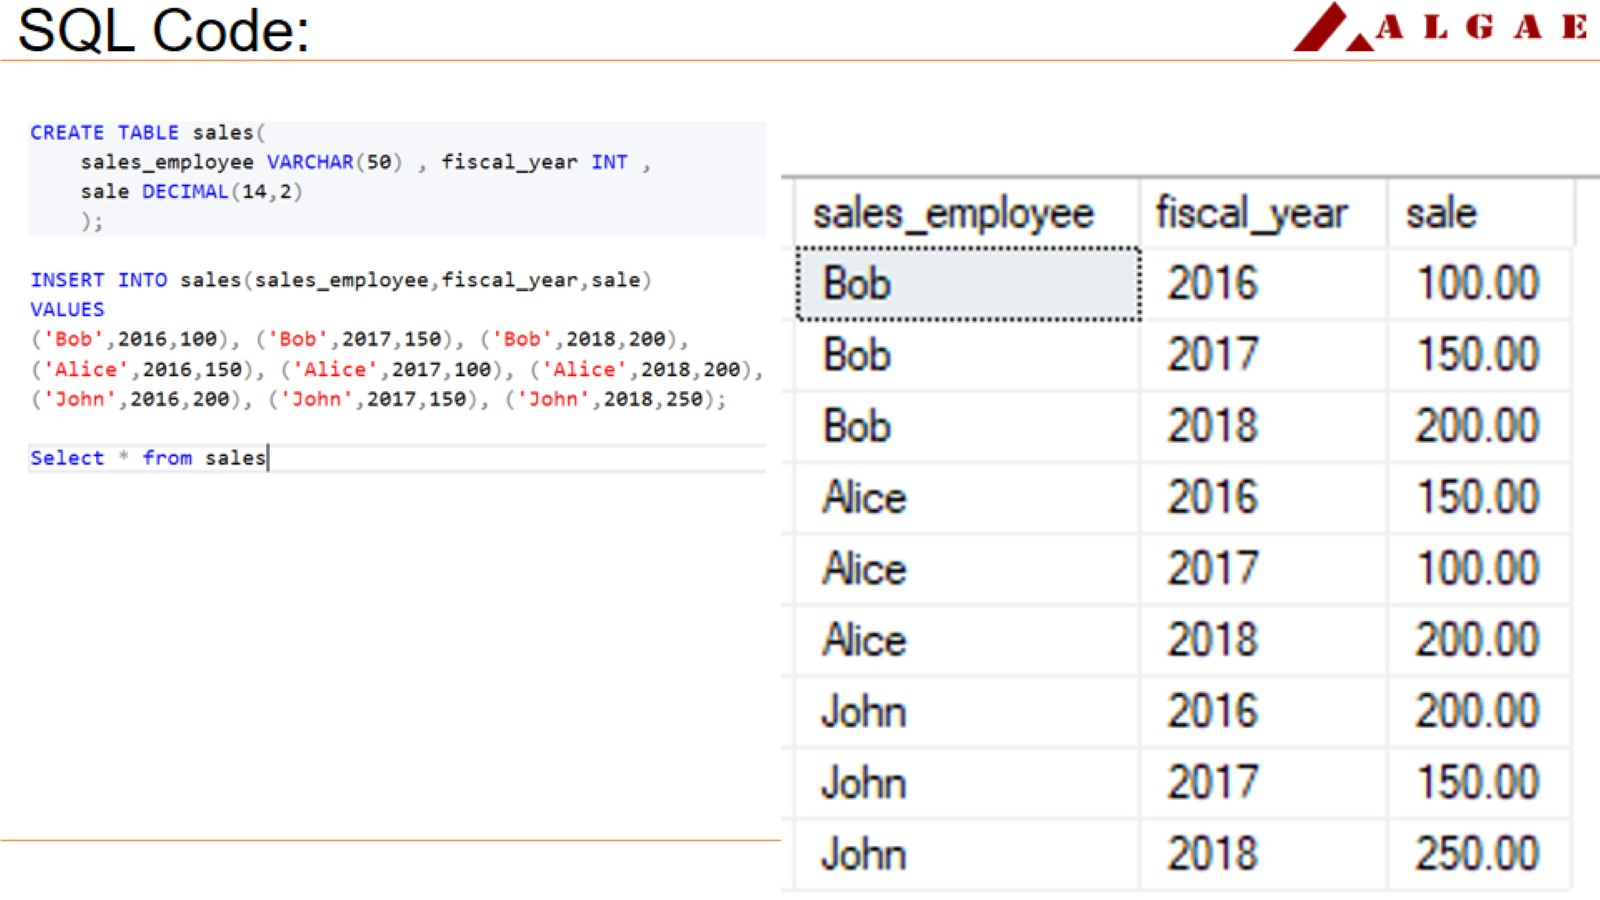 SQL Code:
ALGAE
CREATE TABLE sales(
sales_employee VARCHAR(50) , fiscal_year INT ,
sale DECIMAL(14,2)
);
INSERT INTO sales(sales_employee,fiscal_year,sale)
VALUES
('Bob',2016,100), ('Bob',2017,150), ('Bob',2018,200),
('Alice',2016,150), ('Alice',2017,100), ('Alice',2018,200),
('John',2016,200), ('John',2017,150), ('John',2018,250);
Select * from sales
sales_employee fiscal_year sale
Bob 2016 100.00
Bob 2017 150.00
Bob 2018 200.00
Alice 2016 150.00
Alice 2017 100.00
Alice 2018 200.00
John 2016 200.00
John 2017 150.00
John 2018 250.00